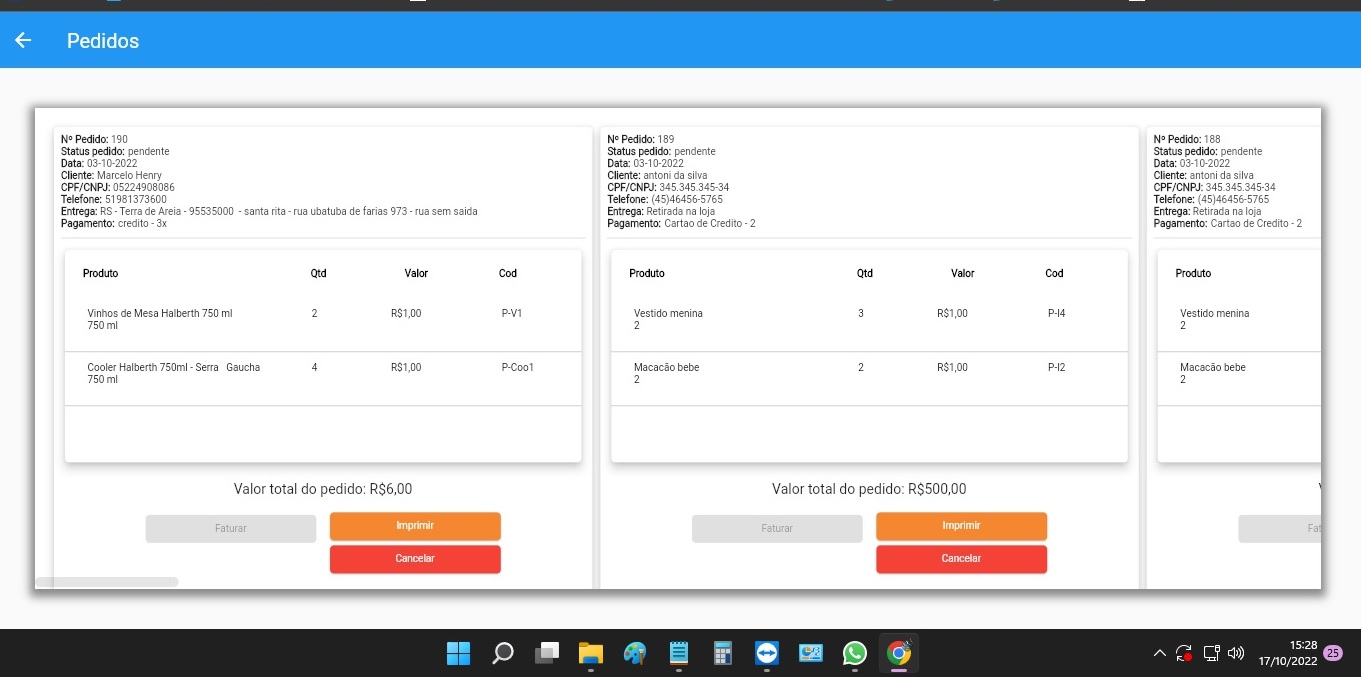 Pedidos
Nº Pedido: 190
Status pedido: pendente
Data: 03-10-2022
Cliente: Marcelo Henry
CPF/CNPJ: 05224908086
Telefone: 51981373600
Entrega: RS - Terra de Areia - 95535000 - santa rita - rua ubatuba de farias 973 - rua sem saida
Pagamento: credito - 3x
Produto Qtd Valor Cod
Vinhos de Mesa Halberth 750 ml 2 R$1,00 P-V1
750 ml
Cooler Halberth 750ml - Serra Gaucha 4 R$1,00 P-Coo1
750 ml
Valor total do pedido: R$6,00
Faturar
Imprimir
Cancelar
Nº Pedido: 189
Status pedido: pendente
Data: 03-10-2022
Cliente: antoni da silva
CPF/CNPJ: 345.345.345-34
Telefone: (45)46456-5765
Entrega: Retirada na loja
Pagamento: Cartao de Credito - 2
Produto Qtd Valor Cod
Vestido menina 3 R$1,00 P-I4
2
Macacão bebe 2 R$1,00 P-I2
2
Valor total do pedido: R$500,00
Faturar
Imprimir
Cancelar
Nº Pedido: 188
Status pedido: pendente
Data: 03-10-2022
Cliente: antoni da silva
CPF/CNPJ: 345.345.345-34
Telefone: (45)46456-5765
Entrega: Retirada na loja
Pagamento: Cartao de Credito - 2
Produto
Vestido menina
2
Macacão bebe
2
Fat
15:28
17/10/2022
25